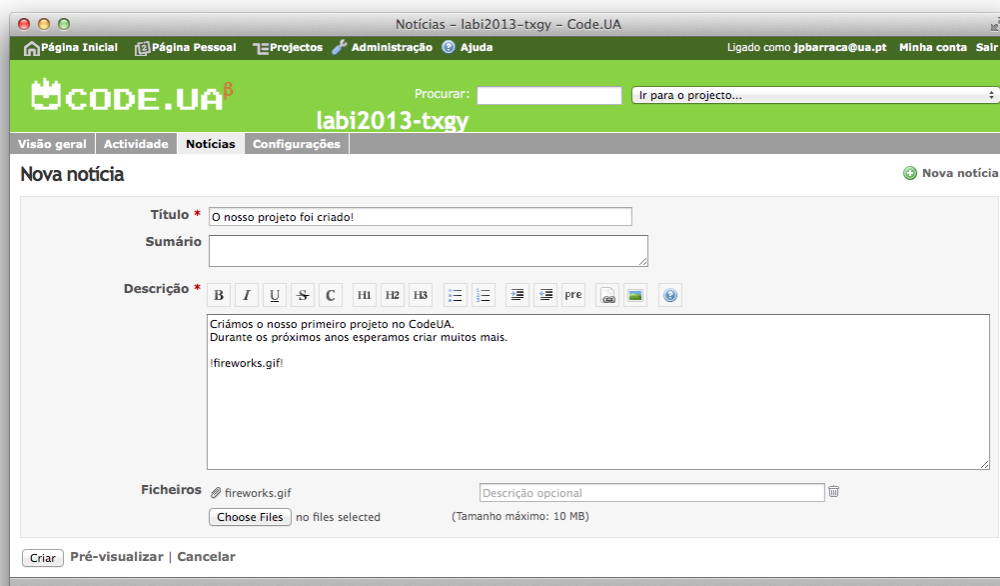 Notícias – labi2013-txgy – Code.UA
Página Inicial Página Pessoal Projectos Administração Ajuda Ligado como jpbarraca@ua.pt Minha conta Sair
CODE.UAβ Procurar: Ir para o projecto...
labi2013-txgy
Visão geral Actividade Notícias Configurações
Nova notícia Nova notícia
Título * O nosso projeto foi criado!
Sumário
Descrição * B I U S C H1 H2 H3 pre
Criámos o nosso primeiro projeto no CodeUA.
Durante os próximos anos esperamos criar muitos mais.
!fireworks.gif!
Ficheiros fireworks.gif Descrição opcional
Choose Files no files selected (Tamanho máximo: 10 MB)
Criar Pré-visualizar | Cancelar